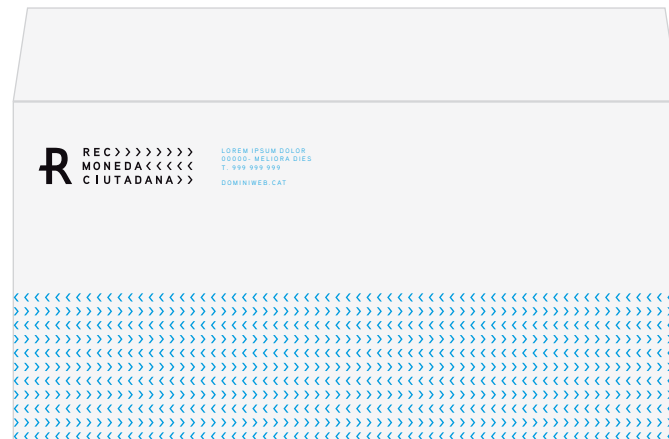 R
REC>>>>>>>>
MONEDA<<<<<
CIUTADANA>>
LOREM IPSUM DOLOR
00000- MELIORA DIES
T. 999 999 999
DOMINIWEB.CAT